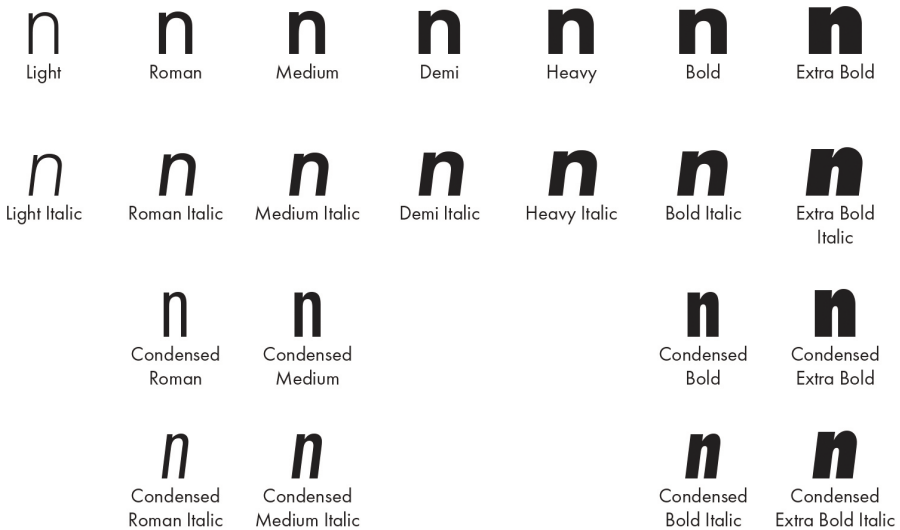 n n n n n n n
Light Roman Medium Demi Heavy Bold Extra Bold
n n n n n n n
Light Italic Roman Italic Medium Italic Demi Italic Heavy Italic Bold Italic Extra Bold
Italic
n n n n
Condensed Condensed Condensed Condensed
Roman Medium Bold Extra Bold
n n n n
Condensed Condensed Condensed Condensed
Roman Italic Medium Italic Bold Italic Extra Bold Italic